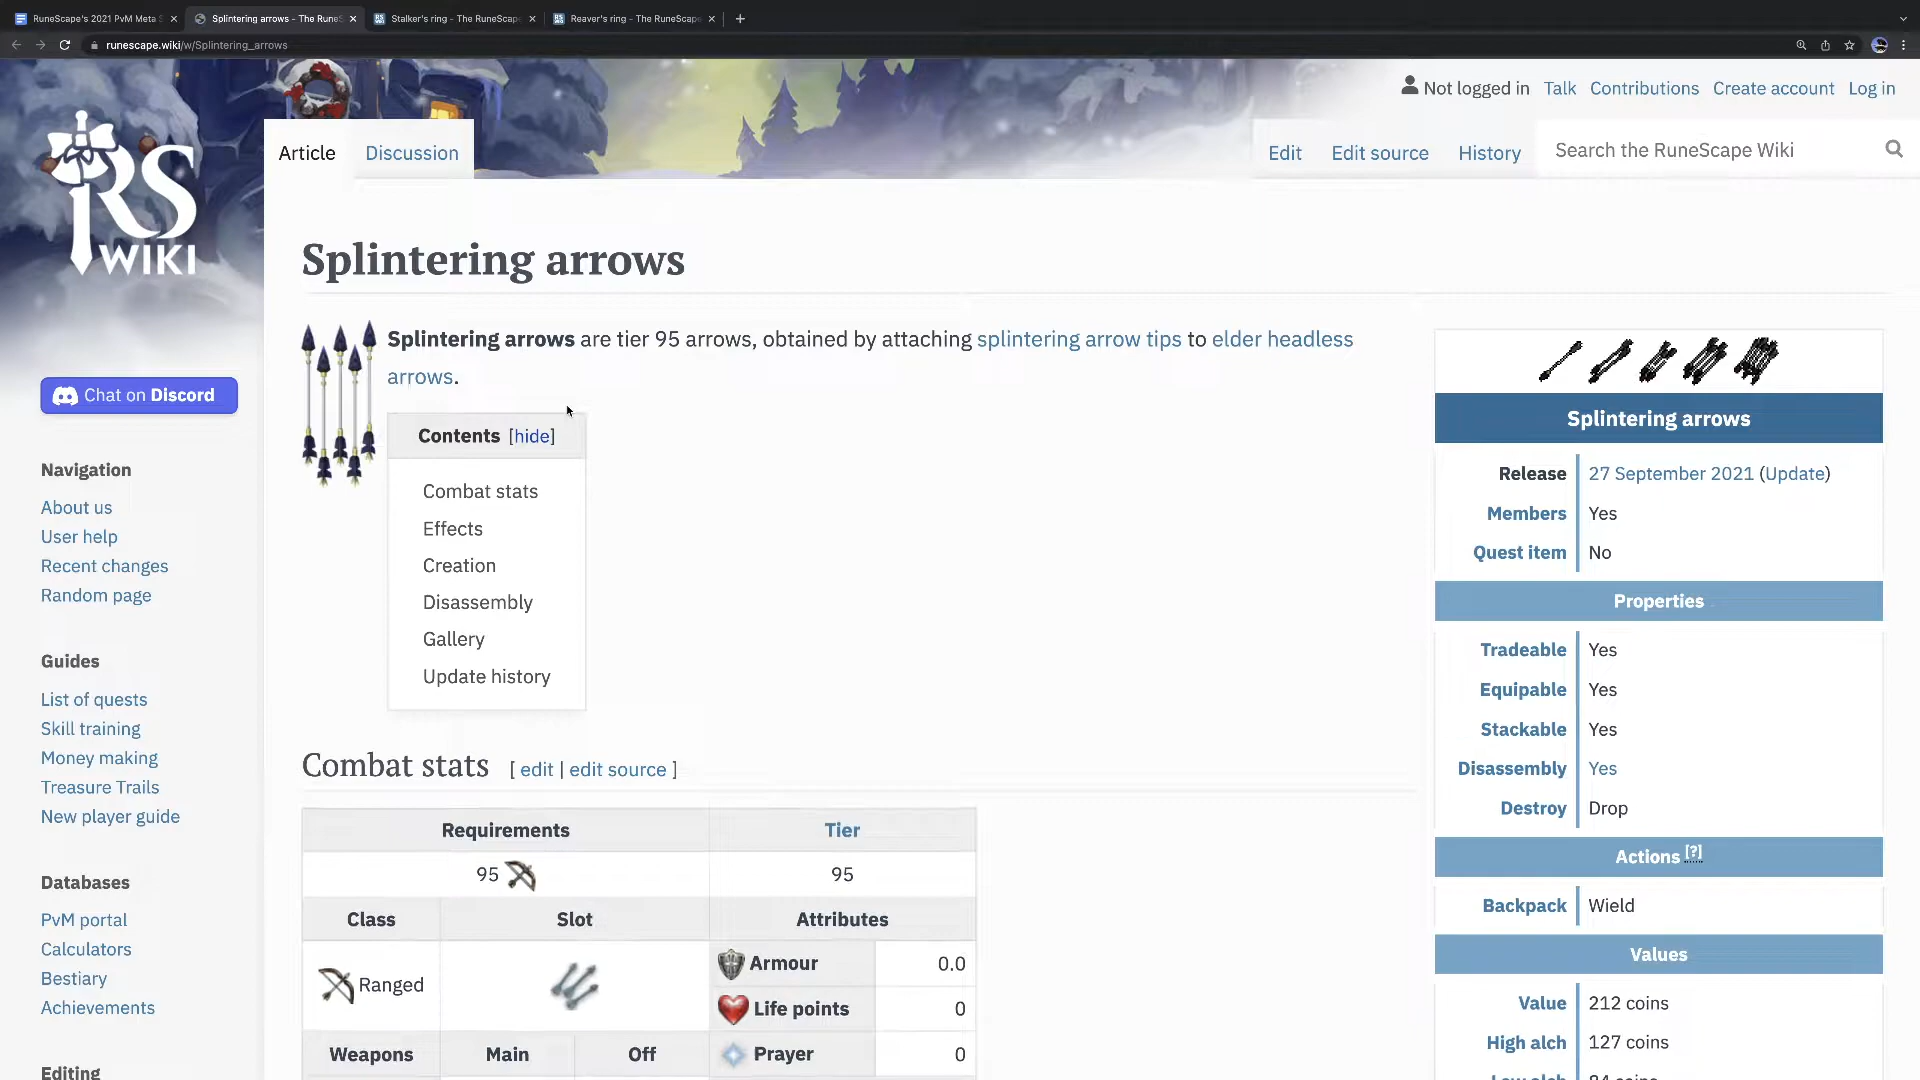 RuneScape's 2021 PvM Meta S
Splintering arrows - The RuneS
Stalker's ring - The RuneScape
Reaver's ring - The RuneScape
runescape.wiki/w/Splintering_arrows
Not logged in Talk Contributions Create account Log in
RS
WIKI
Article Discussion
Edit Edit source History
Search the RuneScape Wiki
Splintering arrows
Splintering arrows are tier 95 arrows, obtained by attaching splintering arrow tips to elder headless
arrows.
Chat on Discord
Navigation
About us
User help
Recent changes
Random page
Guides
List of quests
Skill training
Money making
Treasure Trails
New player guide
Databases
PvM portal
Calculators
Bestiary
Achievements
Editing
Contents [hide]
Combat stats
Effects
Creation
Disassembly
Gallery
Update history
Combat stats [ edit | edit source ]
Requirements Tier
95 95
Class Slot Attributes
Ranged
Armour 0.0
Life points 0
Weapons Main Off Prayer 0
Splintering arrows
Release 27 September 2021 (Update)
Members Yes
Quest item No
Properties
Tradeable Yes
Equipable Yes
Stackable Yes
Disassembly Yes
Destroy Drop
Actions [?]
Backpack Wield
Values
Value 212 coins
High alch 127 coins